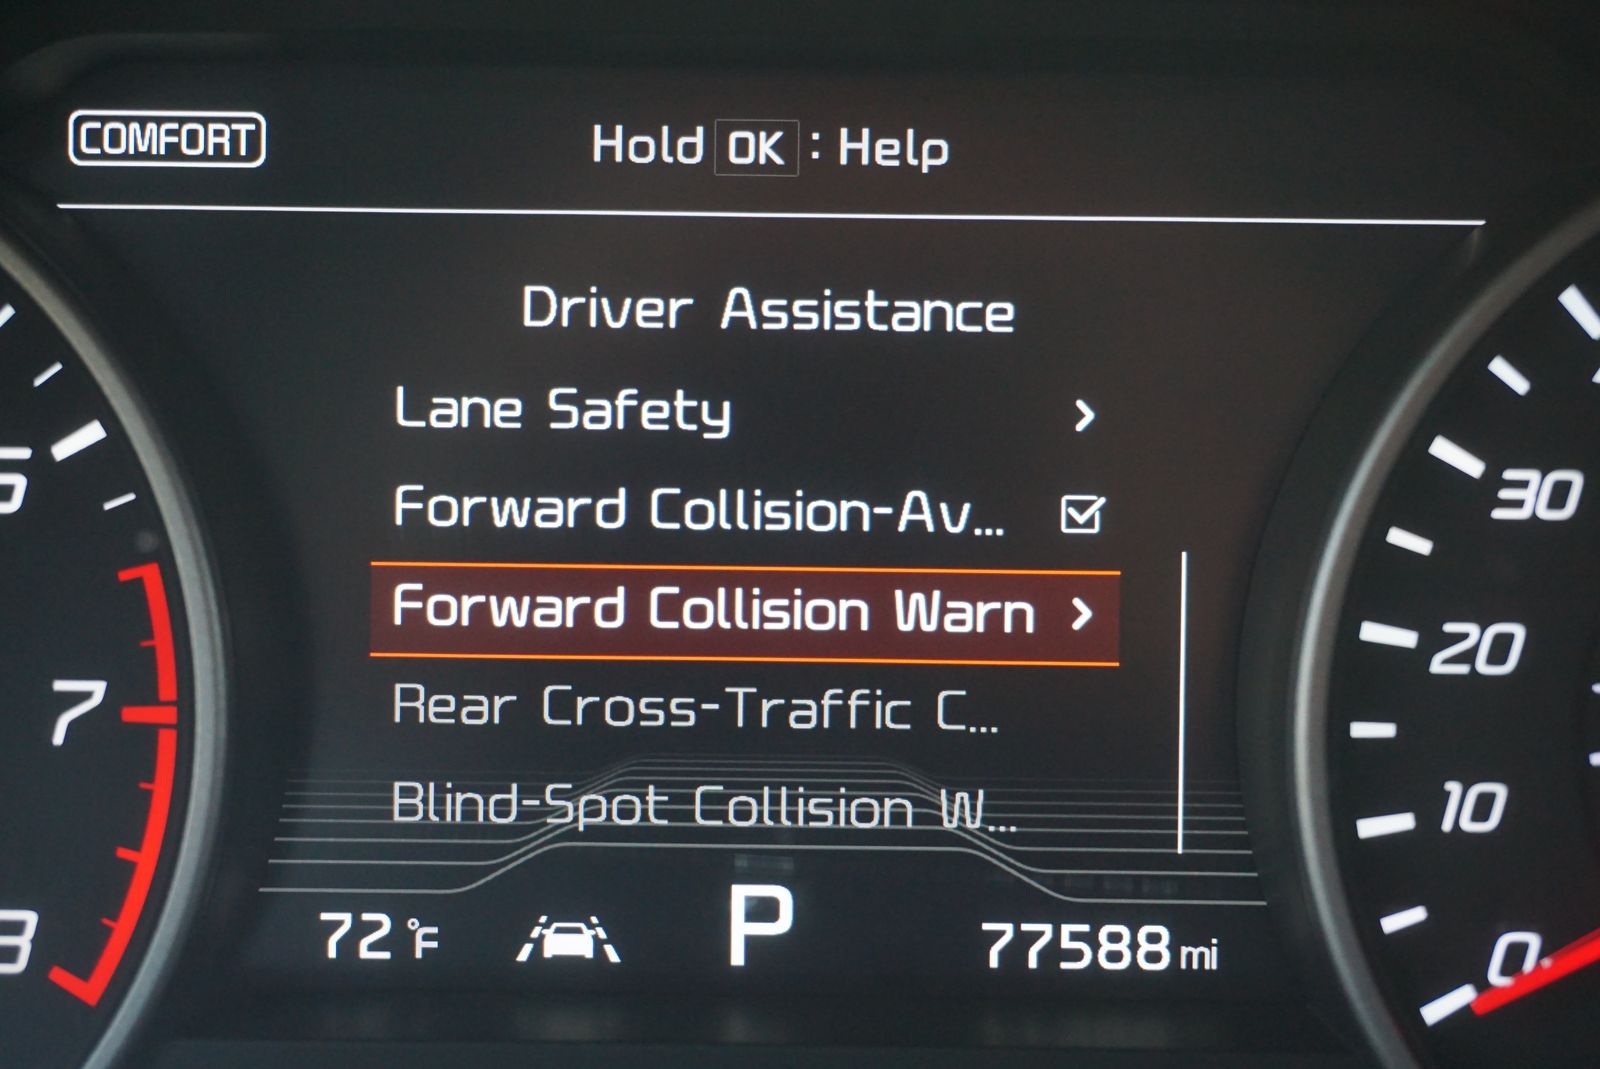 COMFORT
Hold OK : Help
Driver Assistance
Lane Safety
Forward Collision-Av...
Forward Collision Warn
Rear Cross-Traffic C...
Blind-Spot Collision W...
72 °F
P
77588 mi
7
30
20
10
0